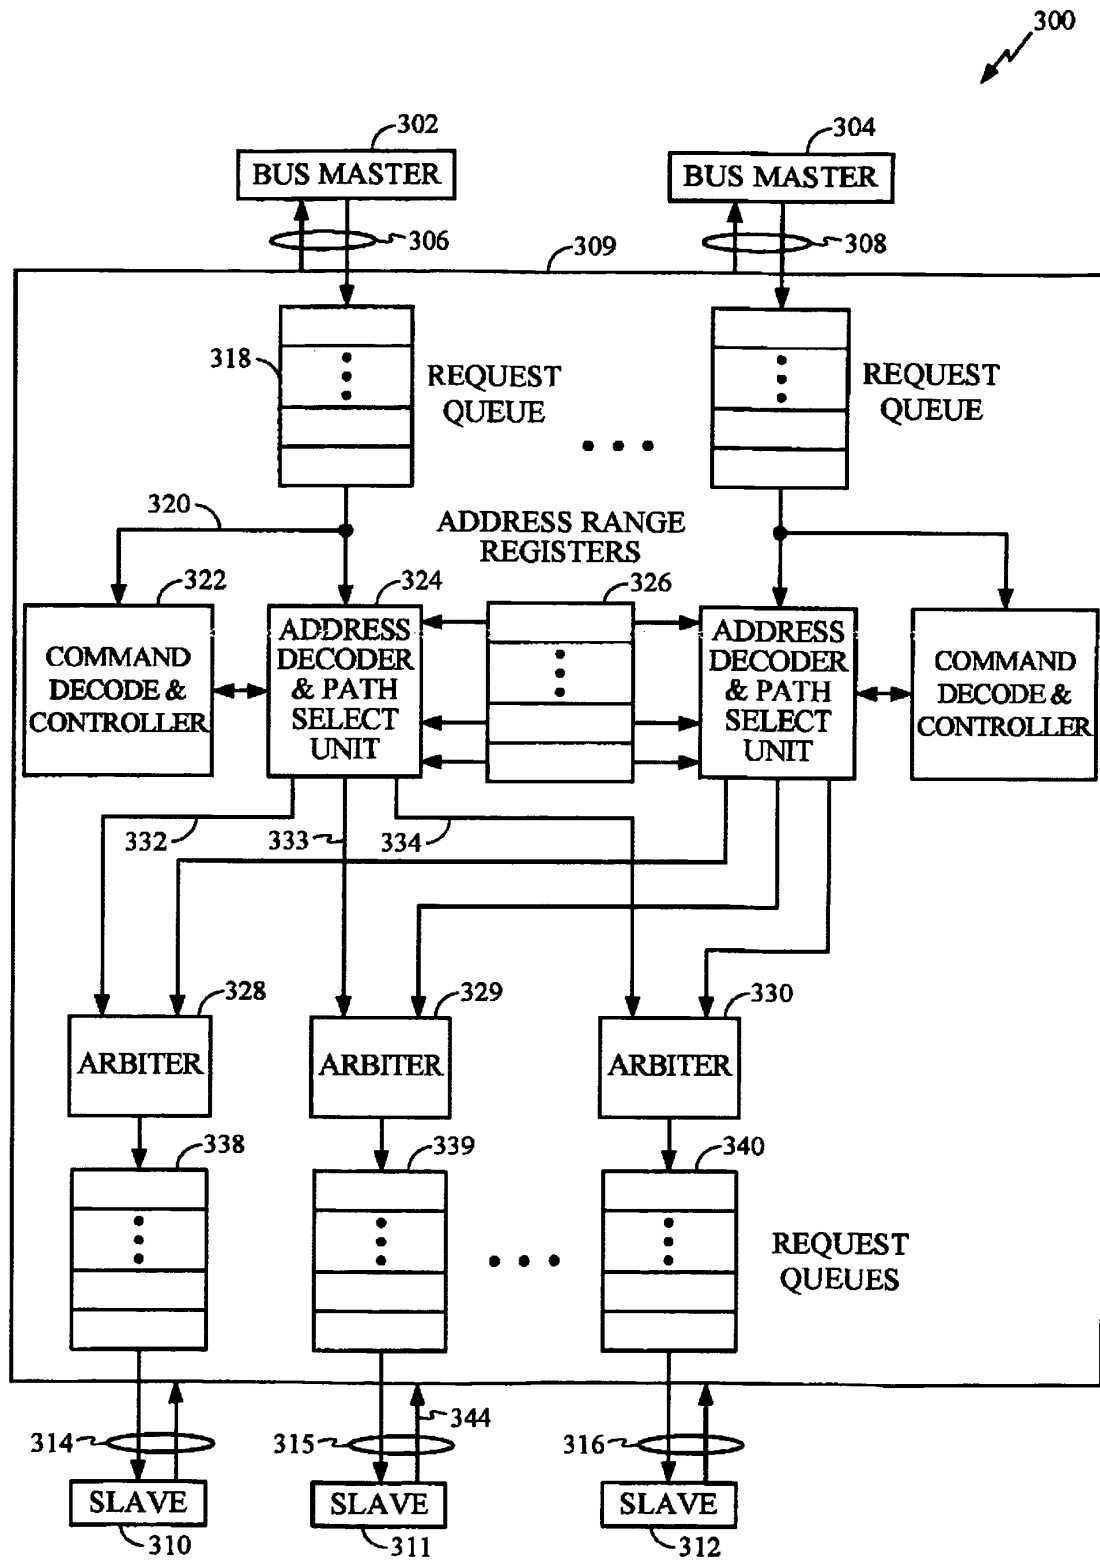 300
302
304
BUS MASTER
BUS MASTER
306
309
308
318
REQUEST
QUEUE
REQUEST
QUEUE
320
ADDRESS RANGE
REGISTERS
322
324
326
COMMAND
DECODE &
CONTROLLER
ADDRESS
DECODER
& PATH
SELECT
UNIT
ADDRESS
DECODER
& PATH
SELECT
UNIT
COMMAND
DECODE &
CONTROLLER
332
333
334
328
329
330
ARBITER
ARBITER
ARBITER
338
339
340
REQUEST
QUEUES
344
314
315
316
SLAVE
SLAVE
SLAVE
310
311
312